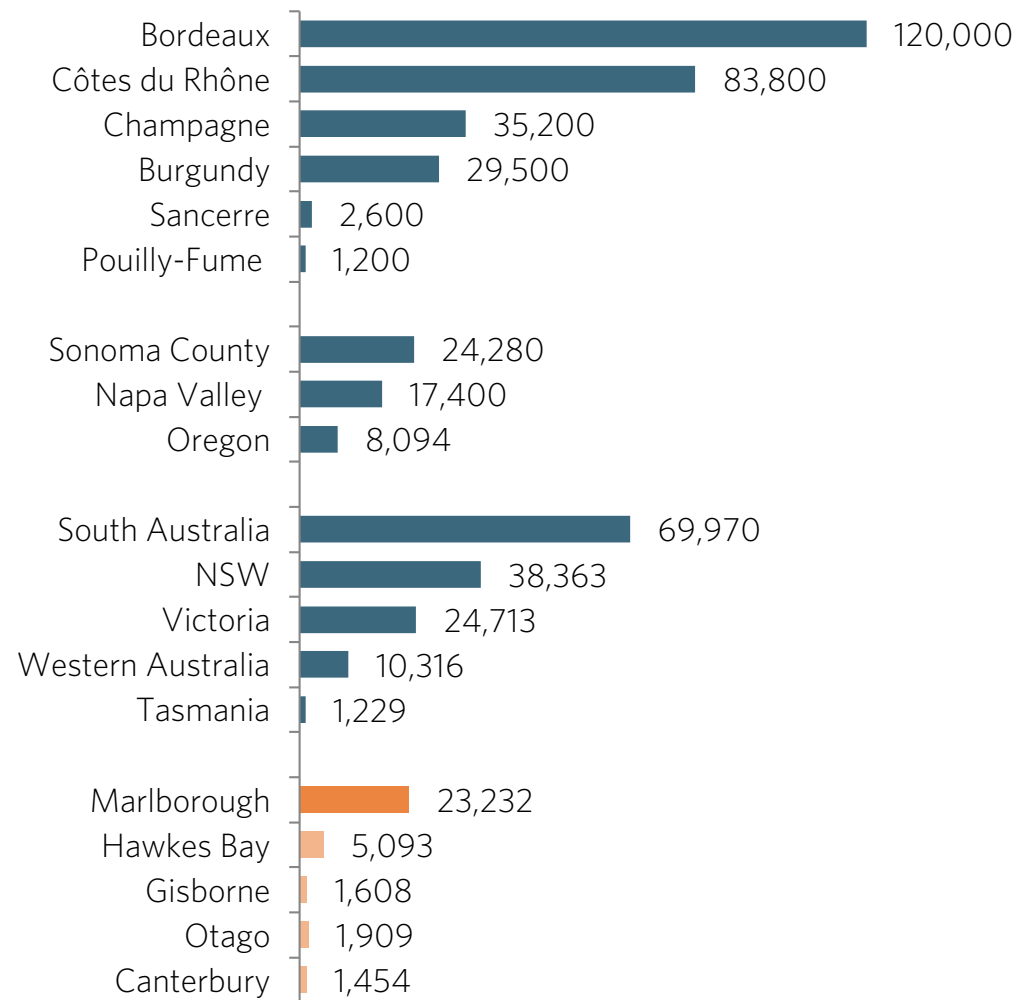 Bordeaux 120,000
Côtes du Rhône 83,800
Champagne 35,200
Burgundy 29,500
Sancerre 2,600
Pouilly-Fume 1,200
Sonoma County 24,280
Napa Valley 17,400
Oregon 8,094
South Australia 69,970
NSW 38,363
Victoria 24,713
Western Australia 10,316
Tasmania 1,229
Marlborough 23,232
Hawkes Bay 5,093
Gisborne 1,608
Otago 1,909
Canterbury 1,454